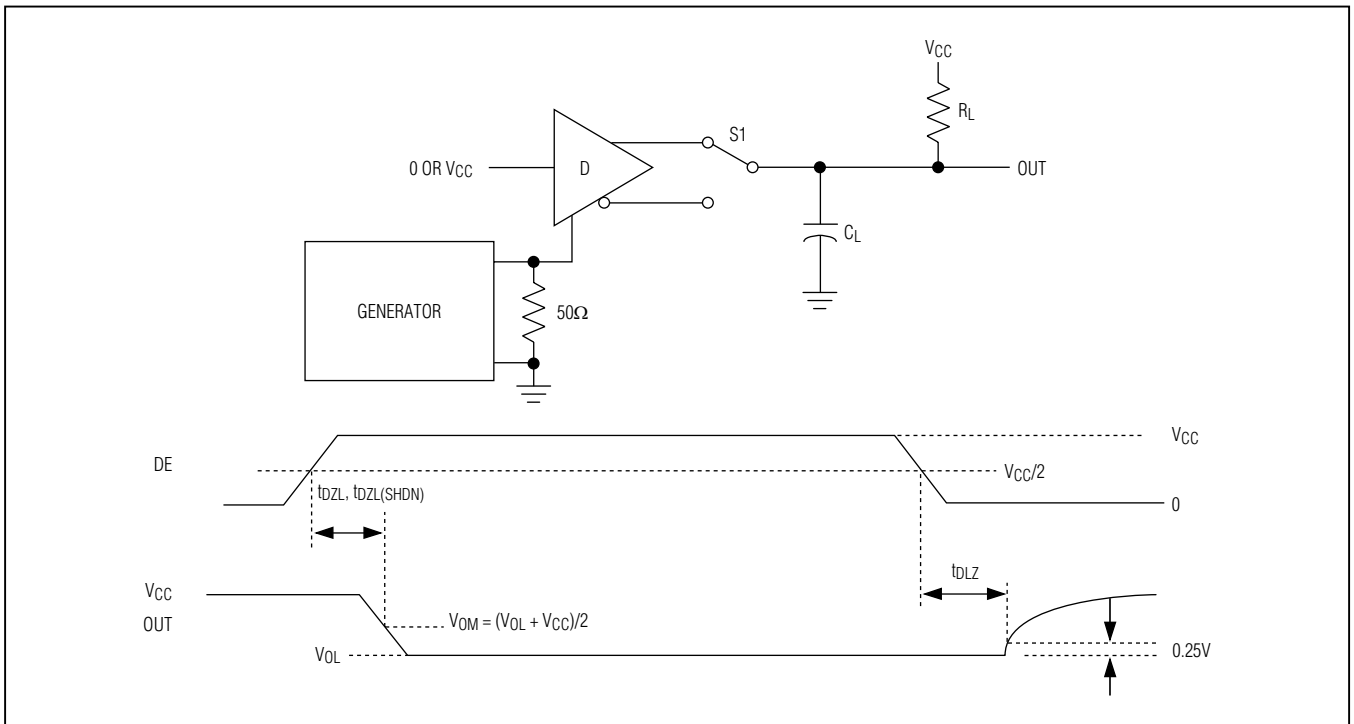 VCC
RL
S1
0 OR VCC
D
OUT
CL
GENERATOR
50Ω
VCC
DE
VCC/2
tDZL, tDZL(SHDN)
0
tDLZ
VCC
OUT
VOM = (VOL + VCC)/2
VOL
0.25V